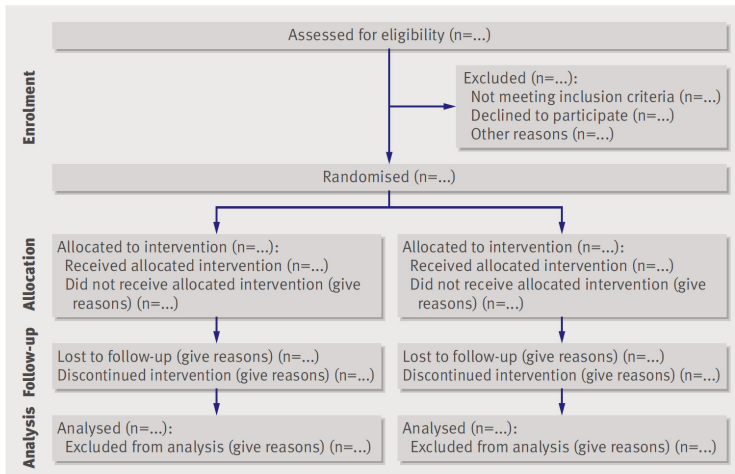 Assessed for eligibility (n=...)
Enrolment
Excluded (n=...):
Not meeting inclusion criteria (n=...)
Declined to participate (n=...)
Other reasons (n=...)
Randomised (n=...)
Allocation
Allocated to intervention (n=...):
Received allocated intervention (n=...)
Did not receive allocated intervention (give
reasons) (n=...)
Allocated to intervention (n=...):
Received allocated intervention (n=...)
Did not receive allocated intervention (give
reasons) (n=...)
Follow-up
Lost to follow-up (give reasons) (n=...)
Discontinued intervention (give reasons) (n=...)
Lost to follow-up (give reasons) (n=...)
Discontinued intervention (give reasons) (n=...)
Analysis
Analysed (n=...):
Excluded from analysis (give reasons) (n=...)
Analysed (n=...):
Excluded from analysis (give reasons) (n=...)